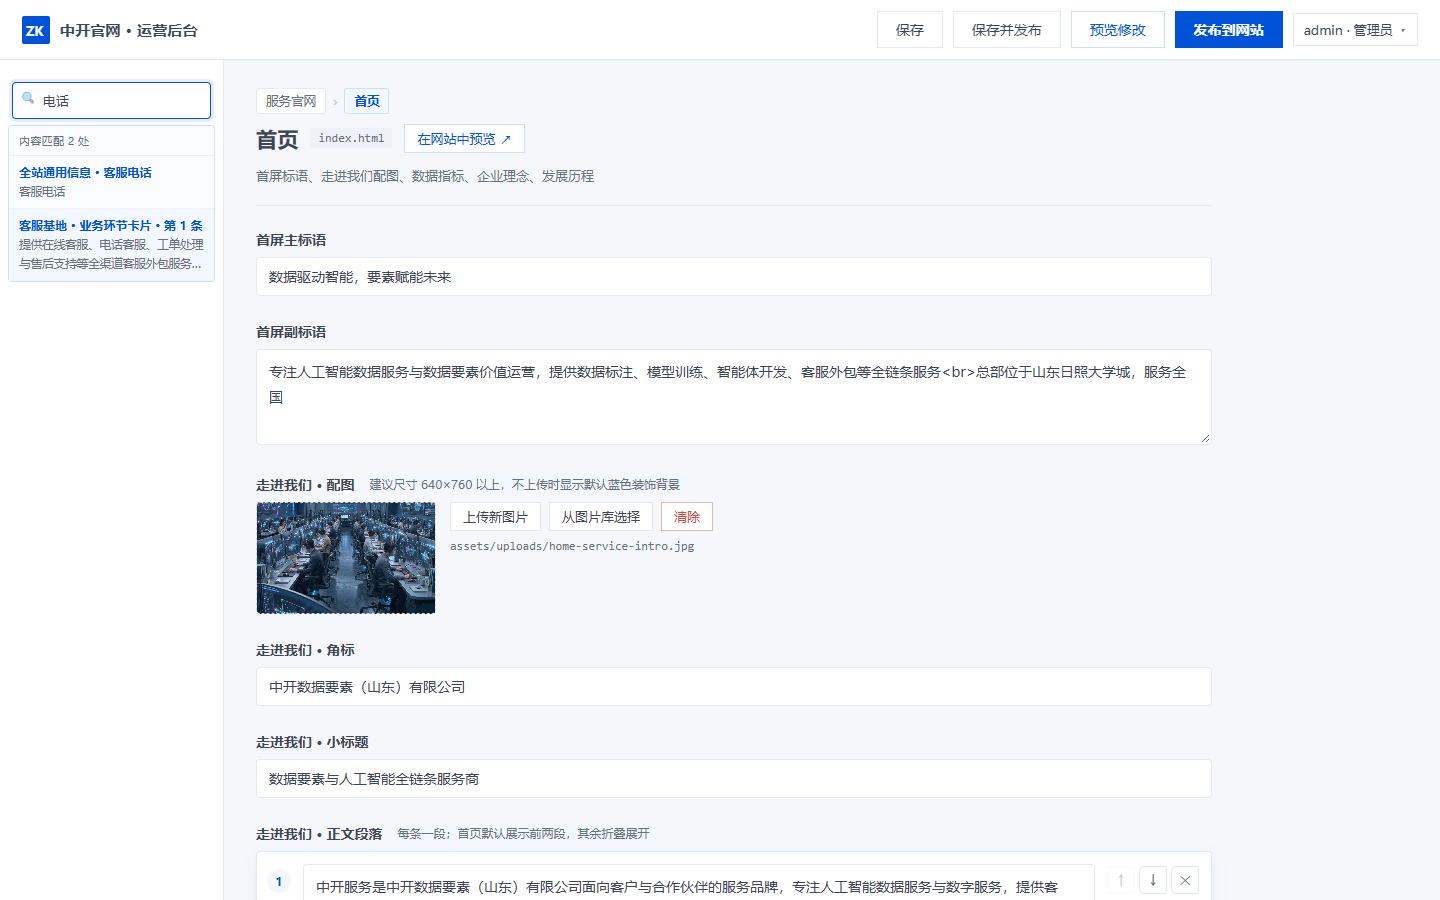 ZK 中开官网 • 运营后台
保存
保存并发布
预览修改
发布到网站
admin · 管理员
电话
内容匹配 2 处
全站通用信息 • 客服电话
客服电话
客服基地 • 业务环节卡片 • 第 1 条
提供在线客服、电话客服、工单处理
与售后支持等全渠道客服外包服务...
服务官网 › 首页
首页 index.html 在网站中预览 ↗
首屏标语、走进我们配图、数据指标、企业理念、发展历程
首屏主标语
数据驱动智能，要素赋能未来
首屏副标语
专注人工智能数据服务与数据要素价值运营，提供数据标注、模型训练、智能体开发、客服外包等全链条服务<br>总部位于山东日照大学城，服务全
国
走进我们 • 配图 建议尺寸 640×760 以上，不上传时显示默认蓝色装饰背景
上传新图片
从图片库选择
清除
assets/uploads/home-service-intro.jpg
走进我们 • 角标
中开数据要素（山东）有限公司
走进我们 • 小标题
数据要素与人工智能全链条服务商
走进我们 • 正文段落 每条一段；首页默认展示前两段，其余折叠展开
1
中开服务是中开数据要素（山东）有限公司面向客户与合作伙伴的服务品牌，专注人工智能数据服务与数字服务，提供客
↑ ↓ ×